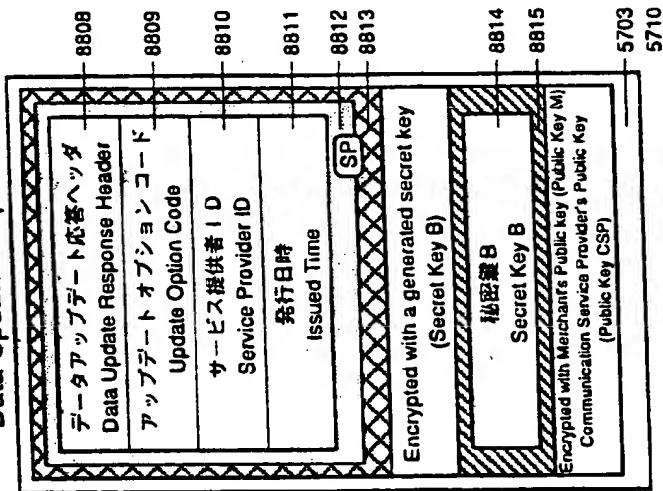 データアップデート応答ヘッダ
Data Update Response Header
アップデートオプションコード
Update Option Code
サービス提供者ID
Service Provider ID
発行日時
Issued Time
SP
Encrypted with a generated secret key
(Secret Key B)
秘密鍵B
Secret Key B
Encrypted with Merchant's Public key (Public Key M)
Communication Service Provider's Public Key
(Public Key CSP)
8808
8809
8810
8811
8812
8813
8814
8815
5703
5710